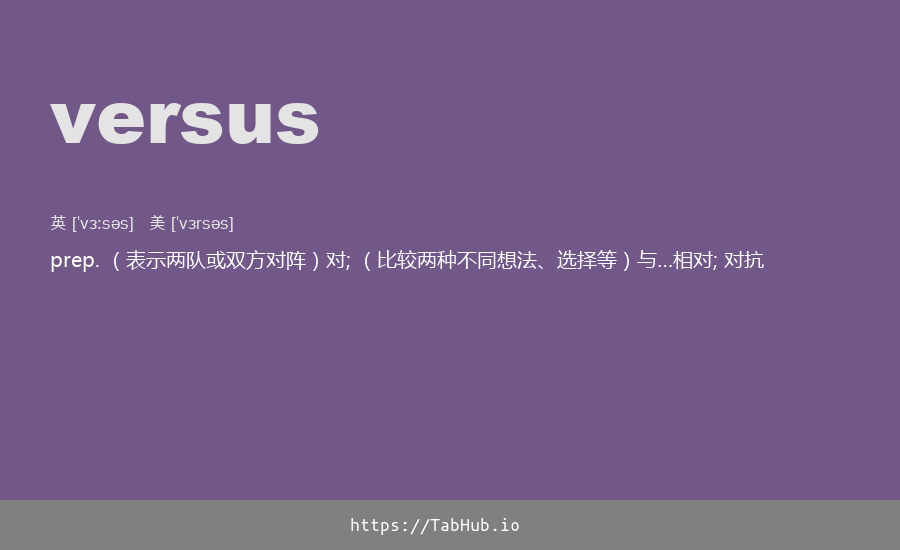 versus
英 [ˈvɜːsəs] 美 [ˈvɜrsəs]
prep. （表示两队或双方对阵）对; （比较两种不同想法、选择等）与…相对; 对抗
https://TabHub.io